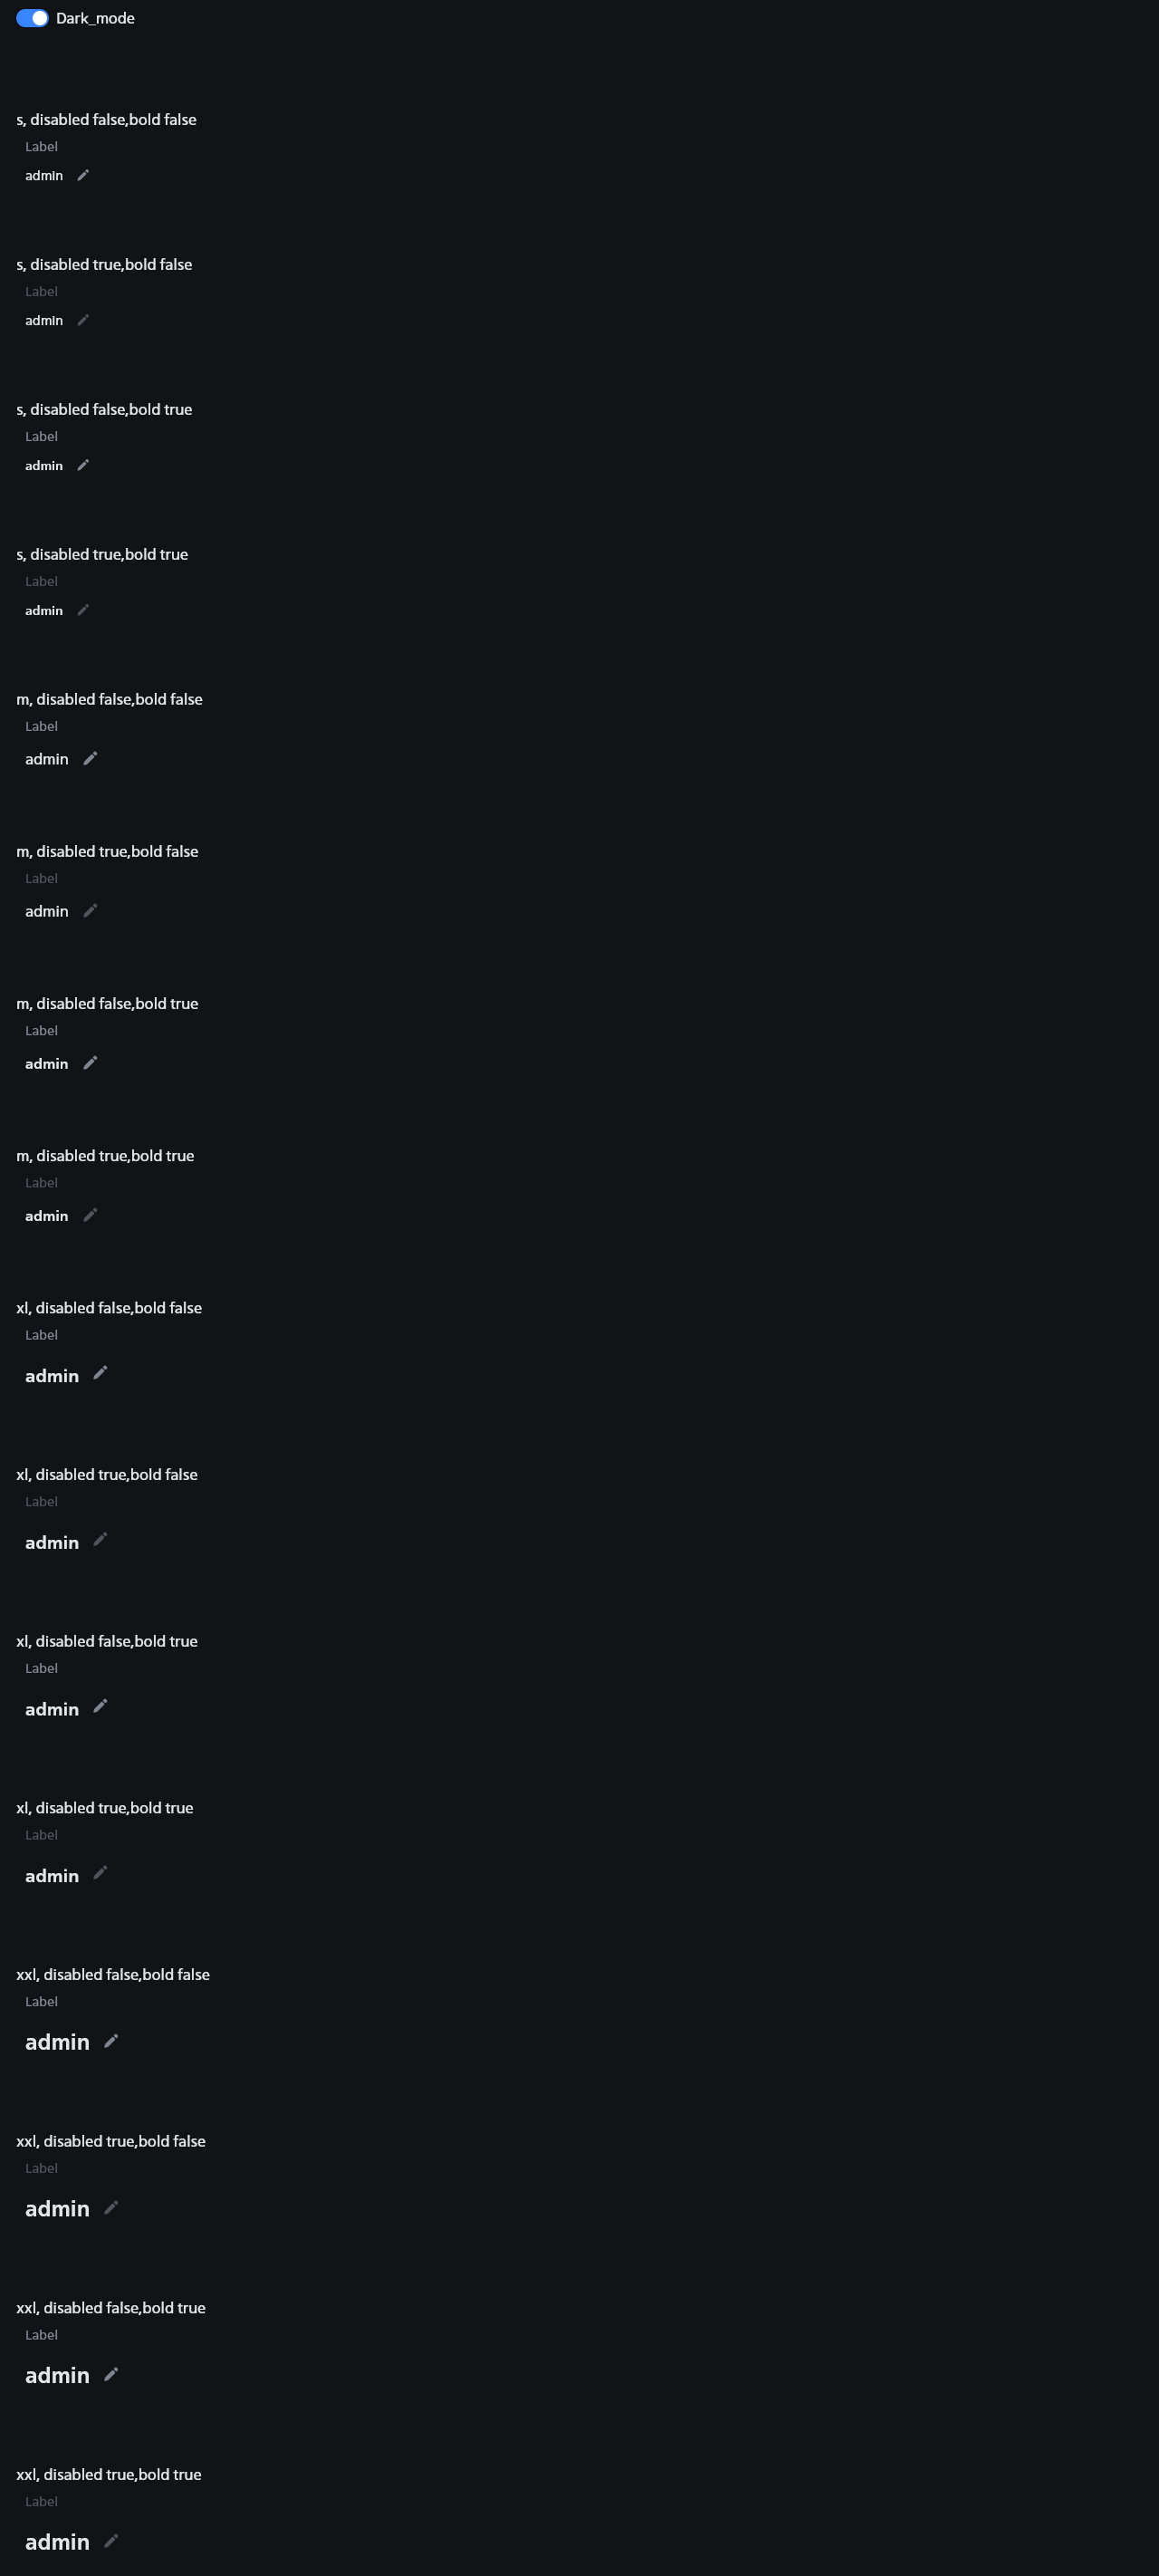 Dark_mode
s, disabled false,bold false
Label
admin
s, disabled true,bold false
Label
admin
s, disabled false,bold true
Label
admin
s, disabled true,bold true
Label
admin
m, disabled false,bold false
Label
admin
m, disabled true,bold false
Label
admin
m, disabled false,bold true
Label
admin
m, disabled true,bold true
Label
admin
xl, disabled false,bold false
Label
admin
xl, disabled true,bold false
Label
admin
xl, disabled false,bold true
Label
admin
xl, disabled true,bold true
Label
admin
xxl, disabled false,bold false
Label
admin
xxl, disabled true,bold false
Label
admin
xxl, disabled false,bold true
Label
admin
xxl, disabled true,bold true
Label
admin